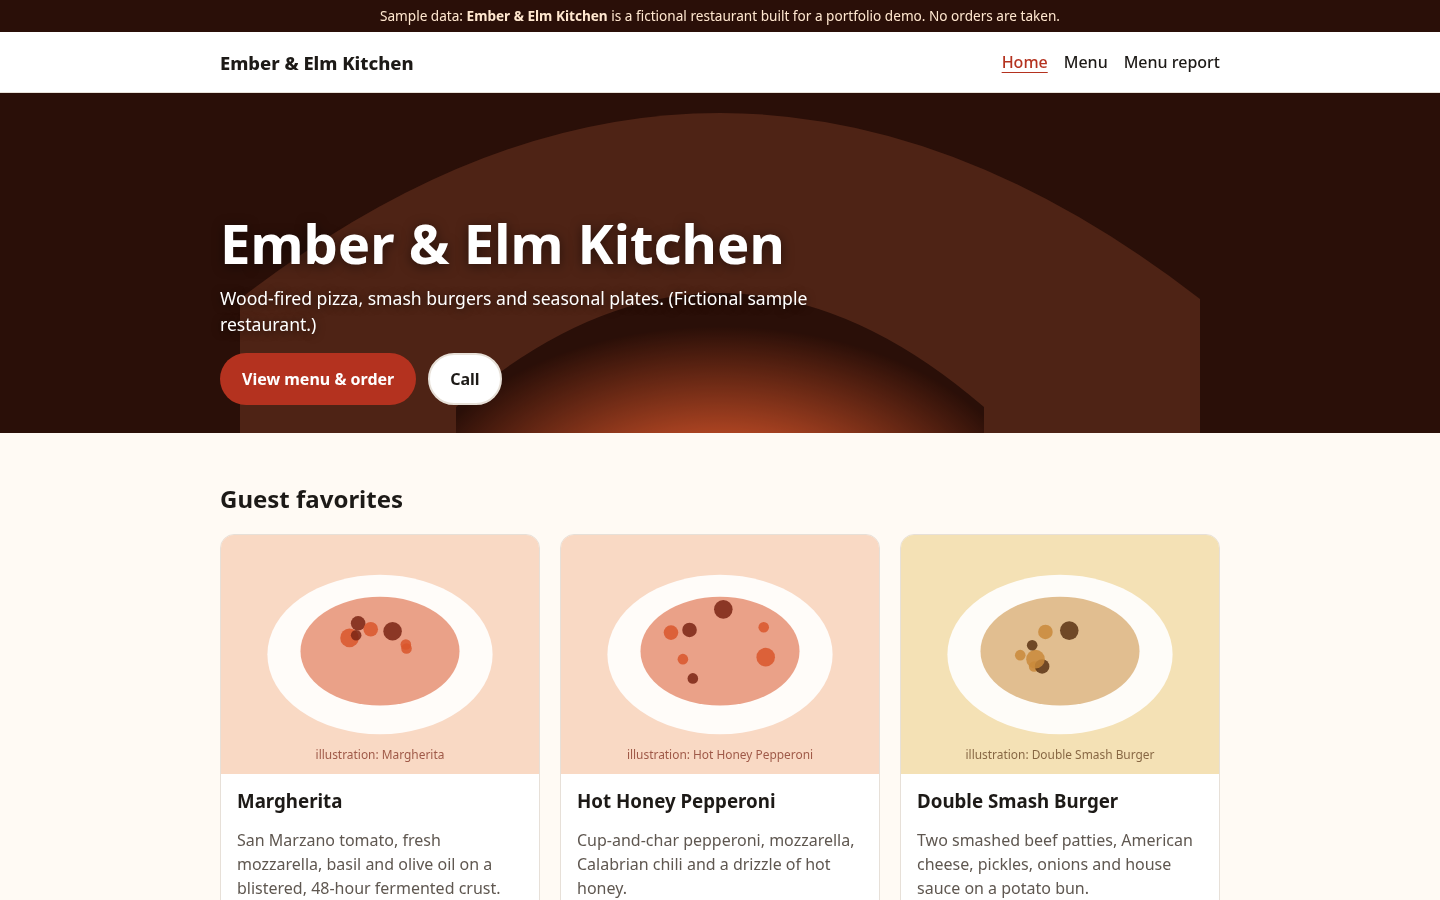 Sample data: Ember & Elm Kitchen is a fictional restaurant built for a portfolio demo. No orders are taken.
Ember & Elm Kitchen
Home Menu Menu report
Ember & Elm Kitchen
Wood-fired pizza, smash burgers and seasonal plates. (Fictional sample
restaurant.)
View menu & order Call
Guest favorites
illustration: Margherita
Margherita
San Marzano tomato, fresh
mozzarella, basil and olive oil on a
blistered, 48-hour fermented crust.
illustration: Hot Honey Pepperoni
Hot Honey Pepperoni
Cup-and-char pepperoni, mozzarella,
Calabrian chili and a drizzle of hot
honey.
illustration: Double Smash Burger
Double Smash Burger
Two smashed beef patties, American
cheese, pickles, onions and house
sauce on a potato bun.